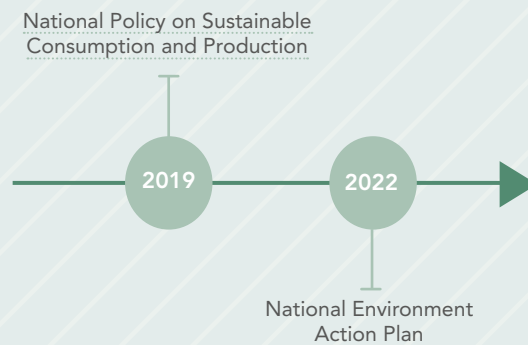 National Policy on Sustainable
Consumption and Production
2019
2022
National Environment
Action Plan